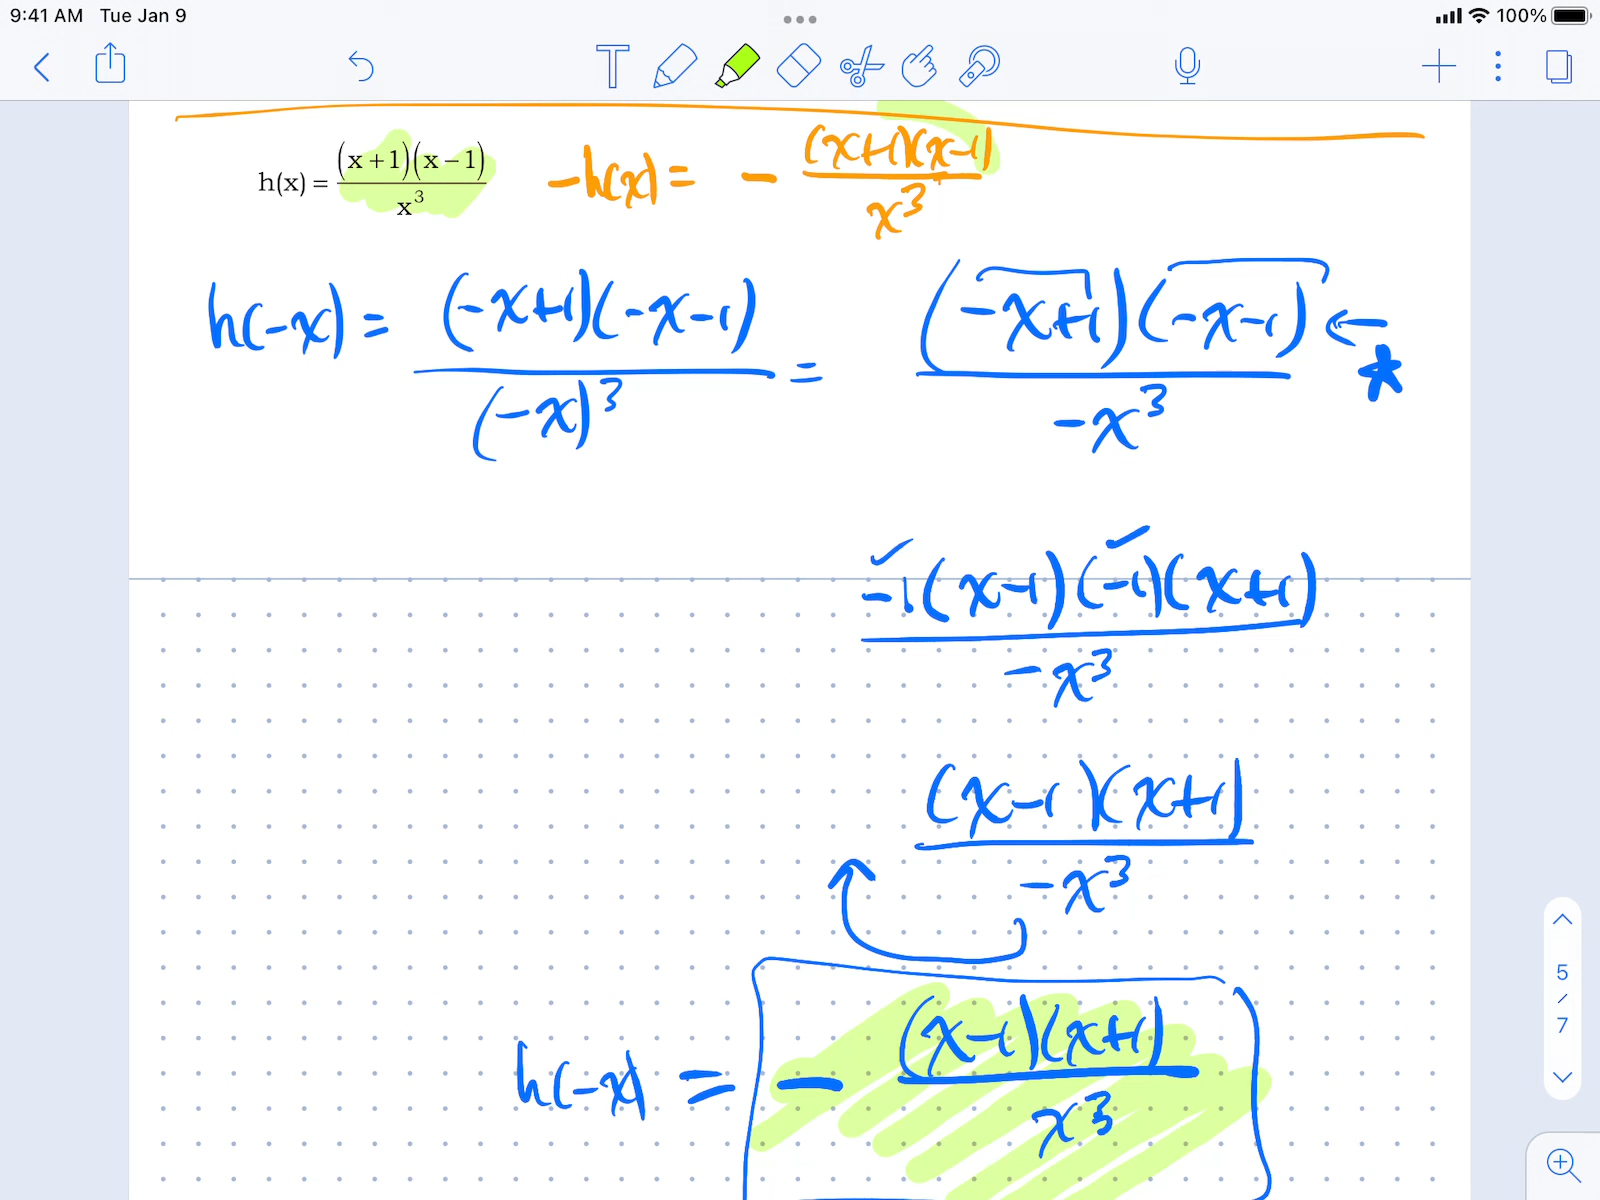 9:41 AM Tue Jan 9 100%
h(x) = (x+1)(x−1)/x³ −h(x) = − (x+1)(x−1)/x³
h(−x) = (−x+1)(−x−1)/(−x)³ = (−x+1)(−x−1)/−x³ ← *
−1(x−1)(−1)(x+1)/−x³
(x−1)(x+1)/−x³
h(−x) = − (x−1)(x+1)/x³
5
/
7
T